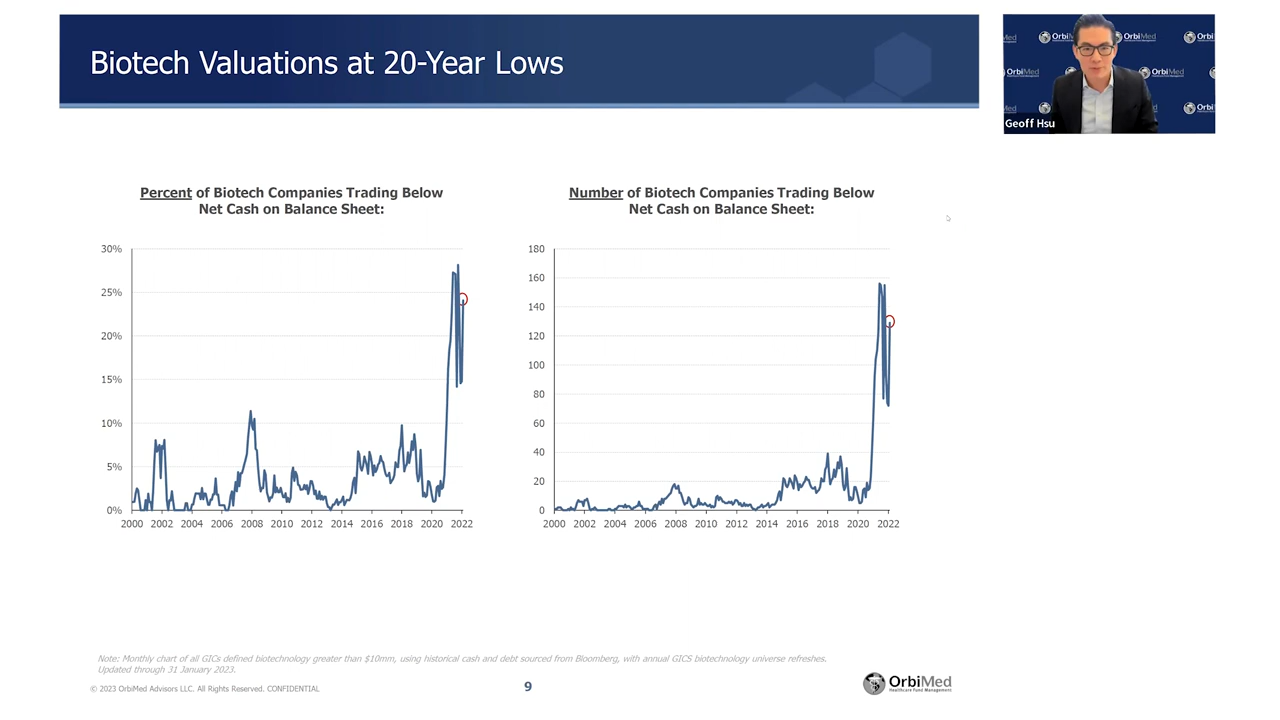 Biotech Valuations at 20-Year Lows
OrbiMed
OrbiMed
OrbiMed
Geoff Hsu
Percent of Biotech Companies Trading Below
Net Cash on Balance Sheet:
30%
25%
20%
15%
10%
5%
0%
2000 2002 2004 2006 2008 2010 2012 2014 2016 2018 2020 2022
Number of Biotech Companies Trading Below
Net Cash on Balance Sheet:
180
160
140
120
100
80
60
40
20
0
2000 2002 2004 2006 2008 2010 2012 2014 2016 2018 2020 2022
Note: Monthly chart of all GICs defined biotechnology greater than $10mm, using historical cash and debt sourced from Bloomberg, with annual GICS biotechnology universe refreshes.
Updated through 31 January 2023.
© 2023 OrbiMed Advisors LLC. All Rights Reserved. CONFIDENTIAL
9
OrbiMed
Healthcare Fund Management